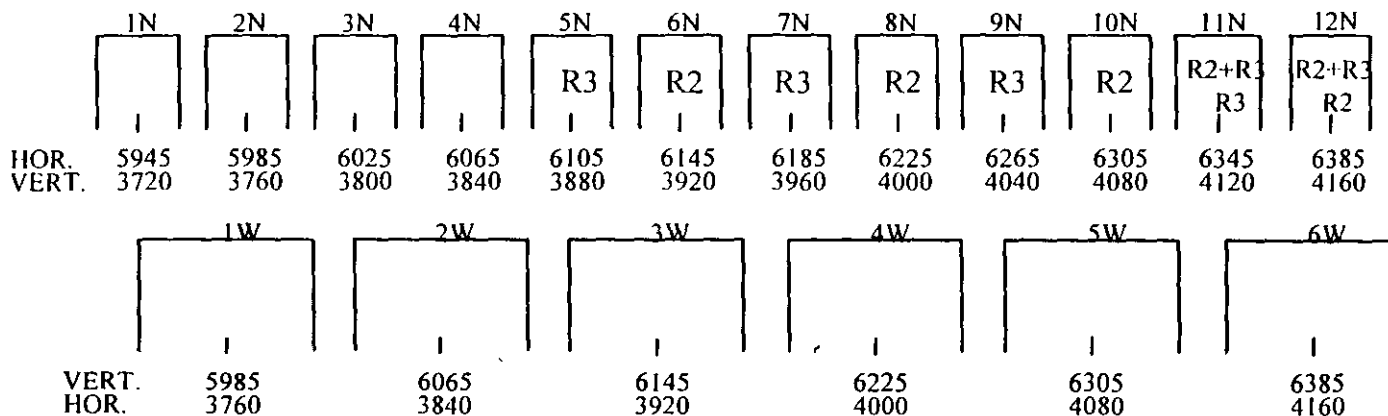 1N 2N 3N 4N 5N 6N 7N 8N 9N 10N 11N 12N
R3 R2 R3 R2 R3 R2 R2+R3 R2+R3
R3 R2
HOR. 5945 5985 6025 6065 6105 6145 6185 6225 6265 6305 6345 6385
VERT. 3720 3760 3800 3840 3880 3920 3960 4000 4040 4080 4120 4160
1W 2W 3W 4W 5W 6W
VERT. 5985 6065 6145 6225 6305 6385
HOR. 3760 3840 3920 4000 4080 4160